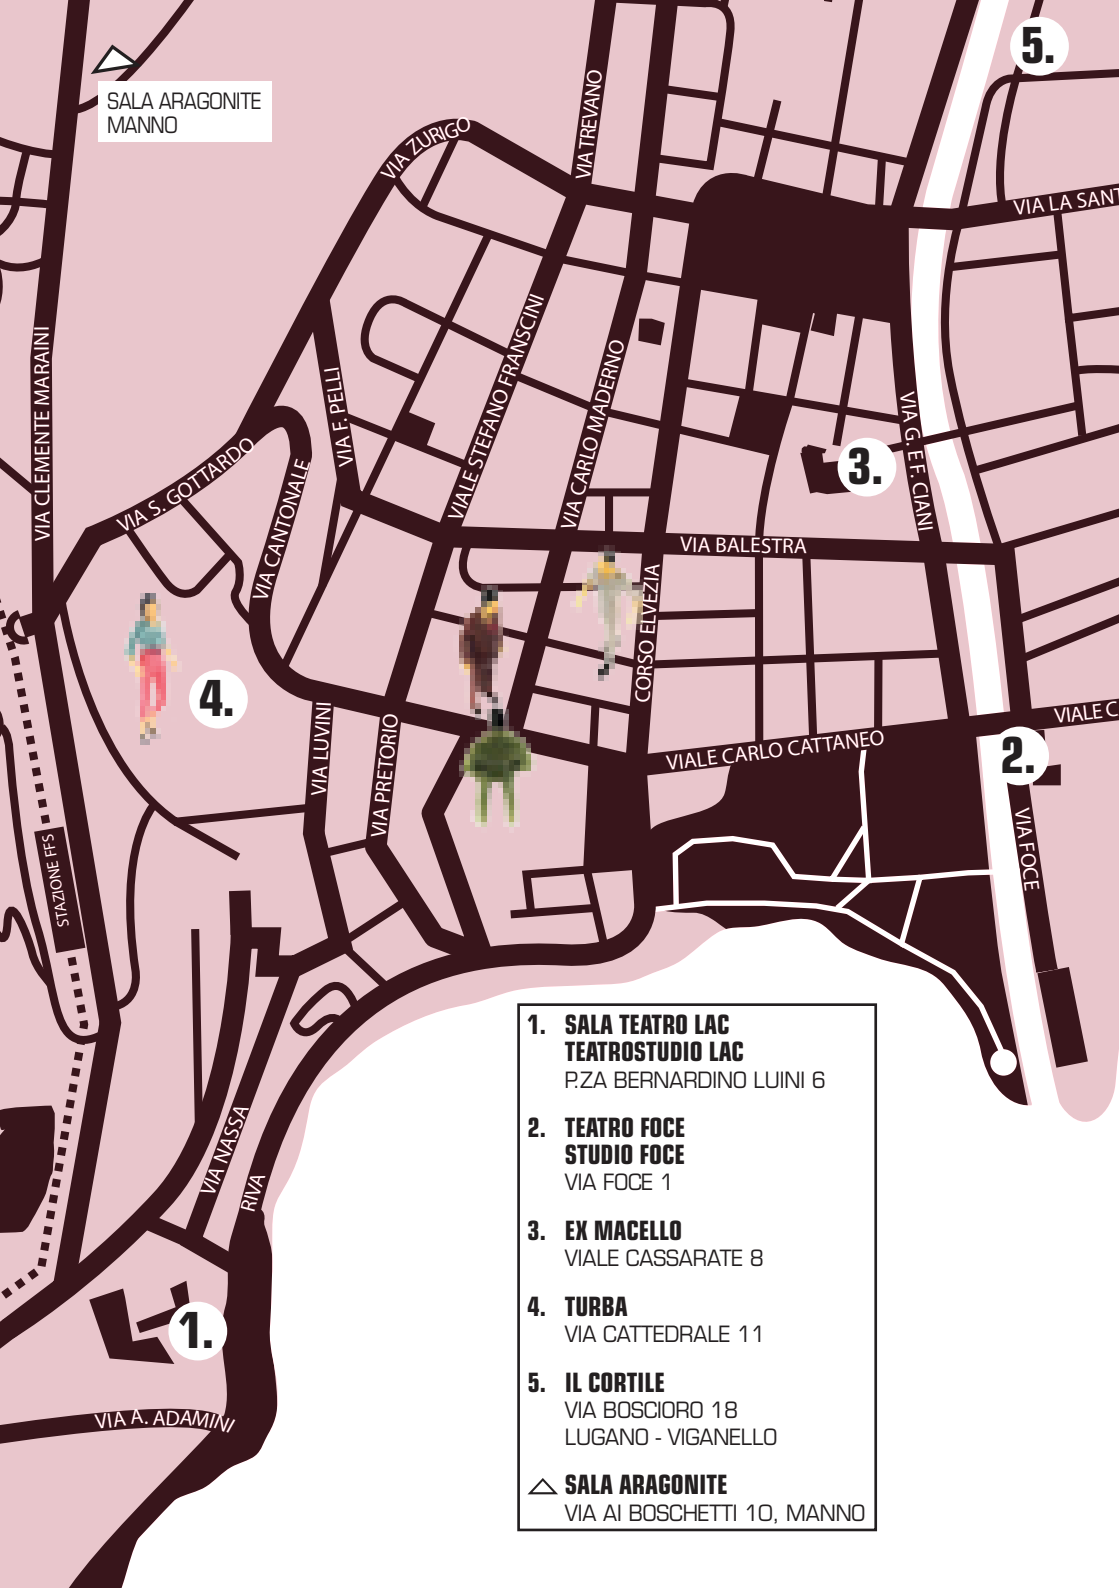 5.
SALA ARAGONITE
MANNO
VIA ZURIGO
VIA TREVANO
VIA LA SANT
VIA CLEMENTE MARAINI
VIA F. PELLI
VIALE STEFANO FRANSCINI
VIA CARLO MADERNO
VIA G. E F. CIANI
3.
VIA S. GOTTARDO
VIA CANTONALE
VIA BALESTRA
CORSO ELVEZIA
4.
VIA LUVINI
VIA PRETORIO
VIALE CARLO CATTANEO
VIALE C
2.
VIA FOCE
STAZIONE FFS
VIA NASSA
RIVA
1.
VIA A. ADAMINI
1. SALA TEATRO LAC
TEATROSTUDIO LAC
P.ZA BERNARDINO LUINI 6
2. TEATRO FOCE
STUDIO FOCE
VIA FOCE 1
3. EX MACELLO
VIALE CASSARATE 8
4. TURBA
VIA CATTEDRALE 11
5. IL CORTILE
VIA BOSCIORO 18
LUGANO - VIGANELLO
SALA ARAGONITE
VIA AI BOSCHETTI 10, MANNO